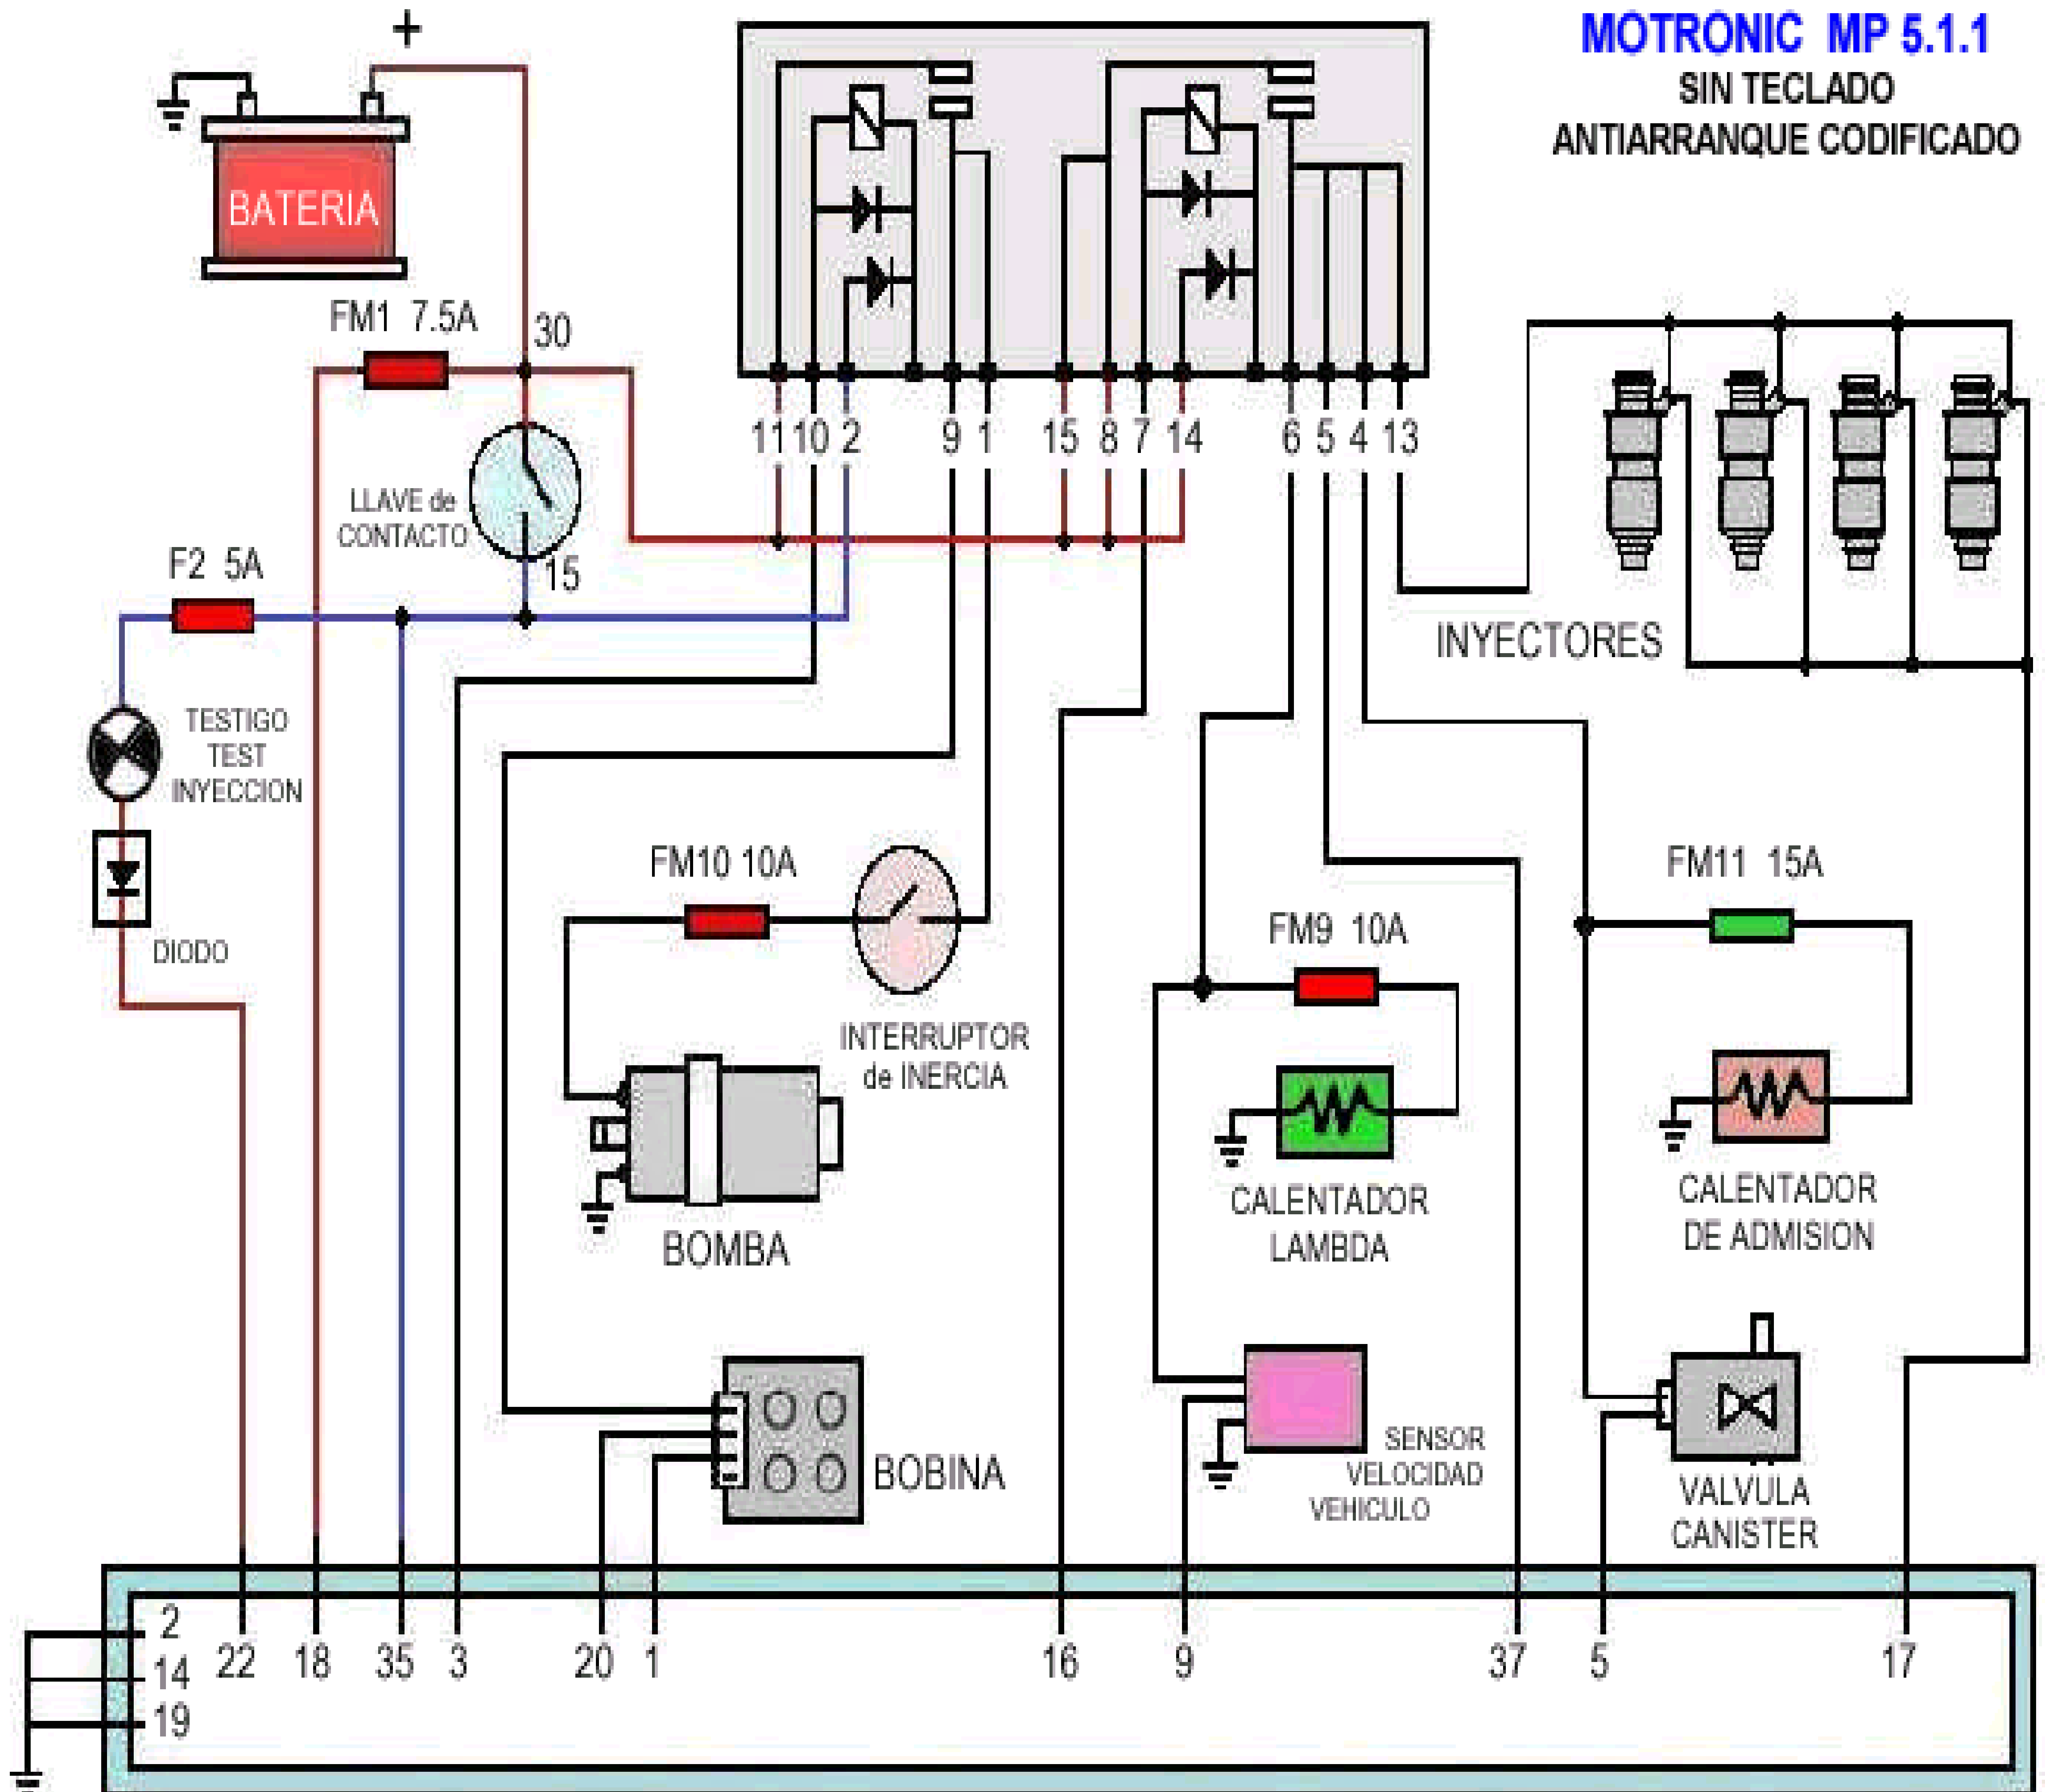 MOTRONIC MP 5.1.1
SIN TECLADO
ANTIARRANQUE CODIFICADO
+
BATERIA
FM1 7.5A
30
11 10 2 9 1 15 8 7 14 6 5 4 13
LLAVE de
CONTACTO
15
F2 5A
INYECTORES
TESTIGO
TEST
INYECCION
DIODO
FM10 10A
INTERRUPTOR
de INERCIA
BOMBA
FM9 10A
CALENTADOR
LAMBDA
FM11 15A
CALENTADOR
DE ADMISION
BOBINA
SENSOR
VELOCIDAD
VEHICULO
VALVULA
CANISTER
2
14
19
22 18 35 3 20 1 16 9 37 5 17